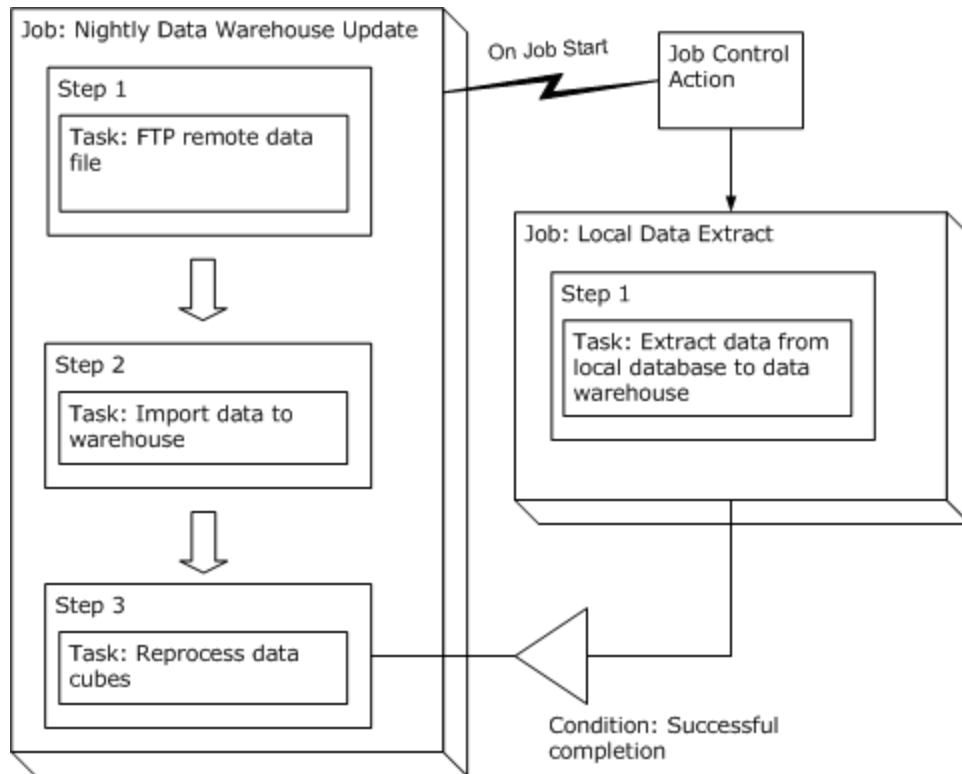 Job: Nightly Data Warehouse Update
Step 1
Task: FTP remote data
file
Step 2
Task: Import data to
warehouse
Step 3
Task: Reprocess data
cubes
On Job Start
Job Control
Action
Job: Local Data Extract
Step 1
Task: Extract data from
local database to data
warehouse
Condition: Successful
completion